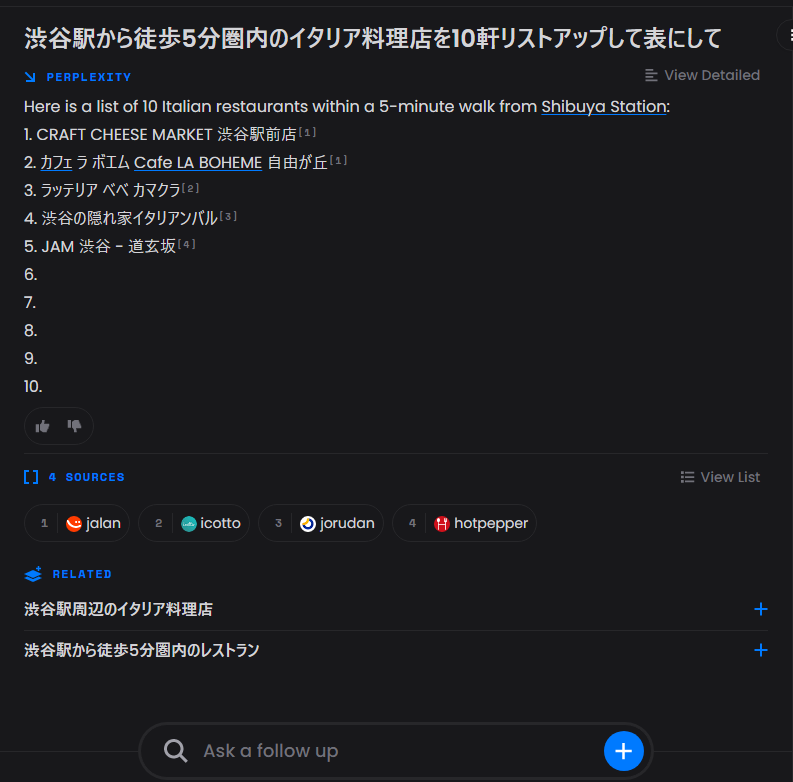 渋谷駅から徒歩5分圏内のイタリア料理店を10軒リストアップして表にして
PERPLEXITY
View Detailed
Here is a list of 10 Italian restaurants within a 5-minute walk from Shibuya Station:
1. CRAFT CHEESE MARKET 渋谷駅前店[1]
2. カフェ ラ ボエム Cafe LA BOHEME 自由が丘[1]
3. ラッテリア ベベ カマクラ[2]
4. 渋谷の隠れ家イタリアンバル[3]
5. JAM 渋谷 - 道玄坂[4]
6.
7.
8.
9.
10.
4 SOURCES
View List
1 jalan 2 icotto 3 jorudan 4 hotpepper
RELATED
渋谷駅周辺のイタリア料理店
渋谷駅から徒歩5分圏内のレストラン
Ask a follow up